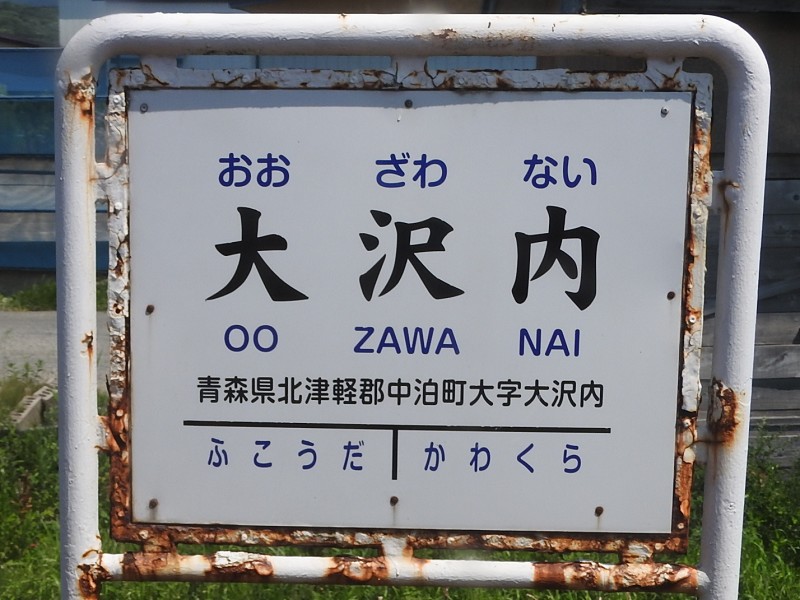 おお ざわ ない
大沢内
OO ZAWA NAI
青森県北津軽郡中泊町大字大沢内
ふこうだ かわくら